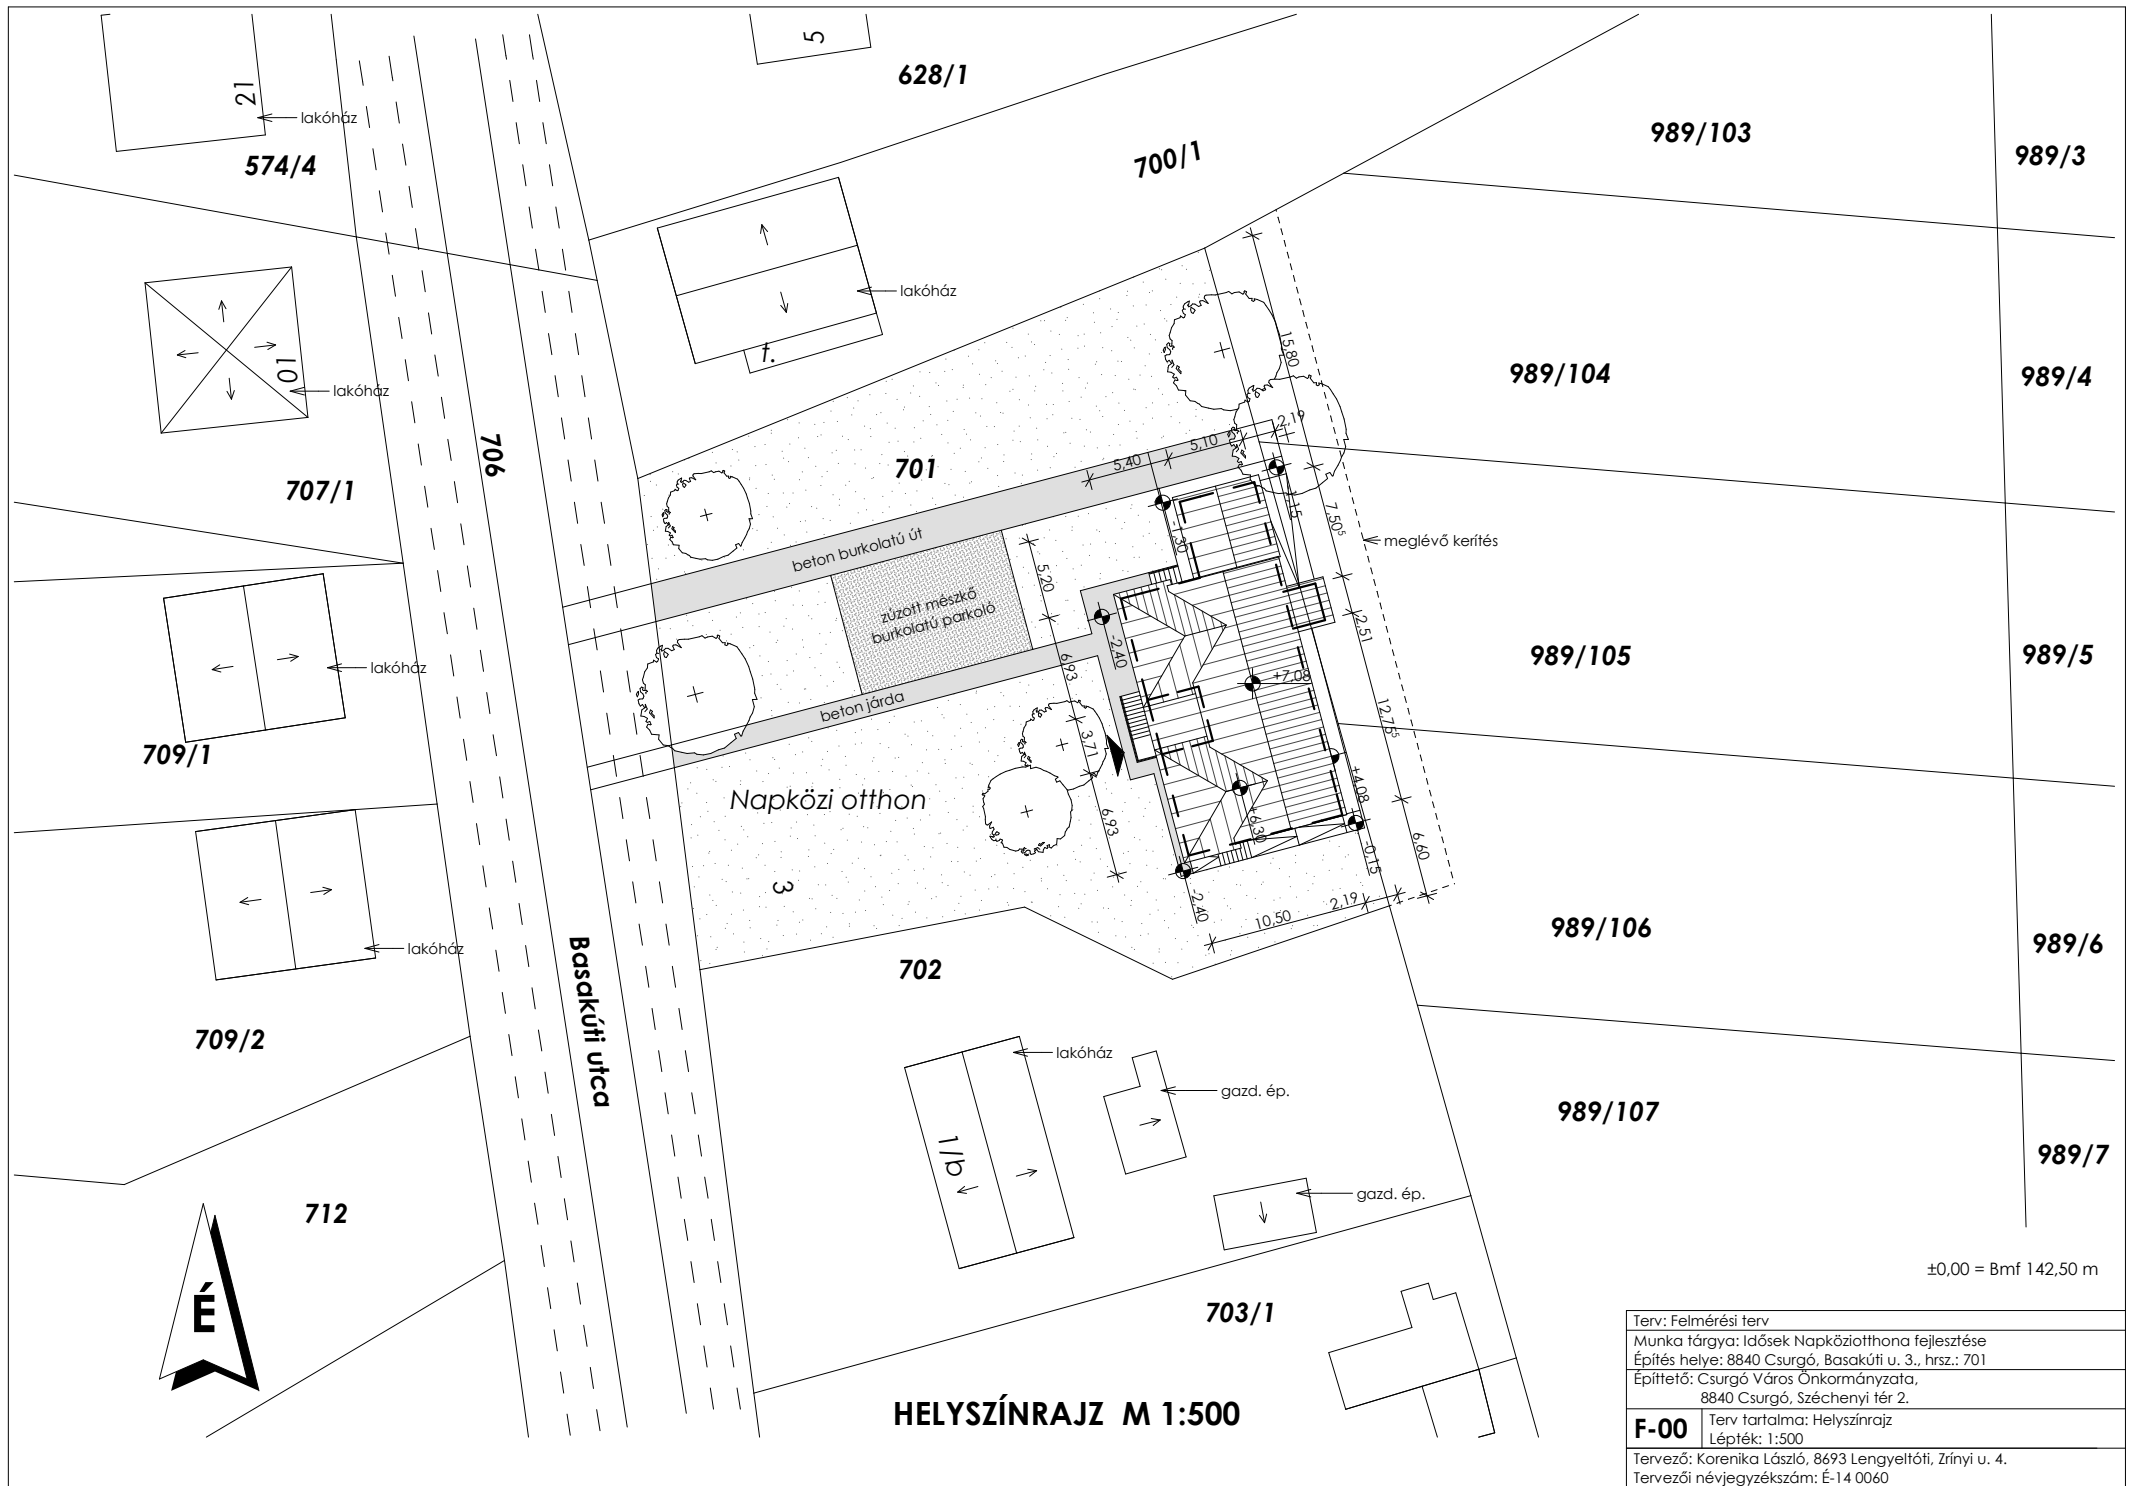 5
628/1
21
lakóház
574/4
700/1
989/103
989/3
lakóház
t.
15,80
989/104
989/4
10
lakóház
706
707/1
701
5,40
5,10
2,19
1,15
7,50⁵
meglévő kerítés
beton burkolatú út
zúzott mészkő
burkolatú parkoló
5,20
-2,40
6,93
2,51
989/105
989/5
lakóház
+7,08
beton járda
12,75⁵
3,71
709/1
Napközi otthon
+4,08
+6,30
6,93
-0,15
6,60
3
-2,40
10,50
2,19
989/106
989/6
lakóház
702
709/2
Basakúti utca
lakóház
gazd. ép.
1/b
989/107
989/7
gazd. ép.
712
703/1
É
±0,00 = Bmf 142,50 m
HELYSZÍNRAJZ M 1:500
Terv: Felmérési terv
Munka tárgya: Idősek Napköziotthona fejlesztése
Építés helye: 8840 Csurgó, Basakúti u. 3., hrsz.: 701
Építtető: Csurgó Város Önkormányzata,
8840 Csurgó, Széchenyi tér 2.
F-00
Terv tartalma: Helyszínrajz
Lépték: 1:500
Tervező: Korenika László, 8693 Lengyeltóti, Zrínyi u. 4.
Tervezői névjegyzékszám: É-14 0060